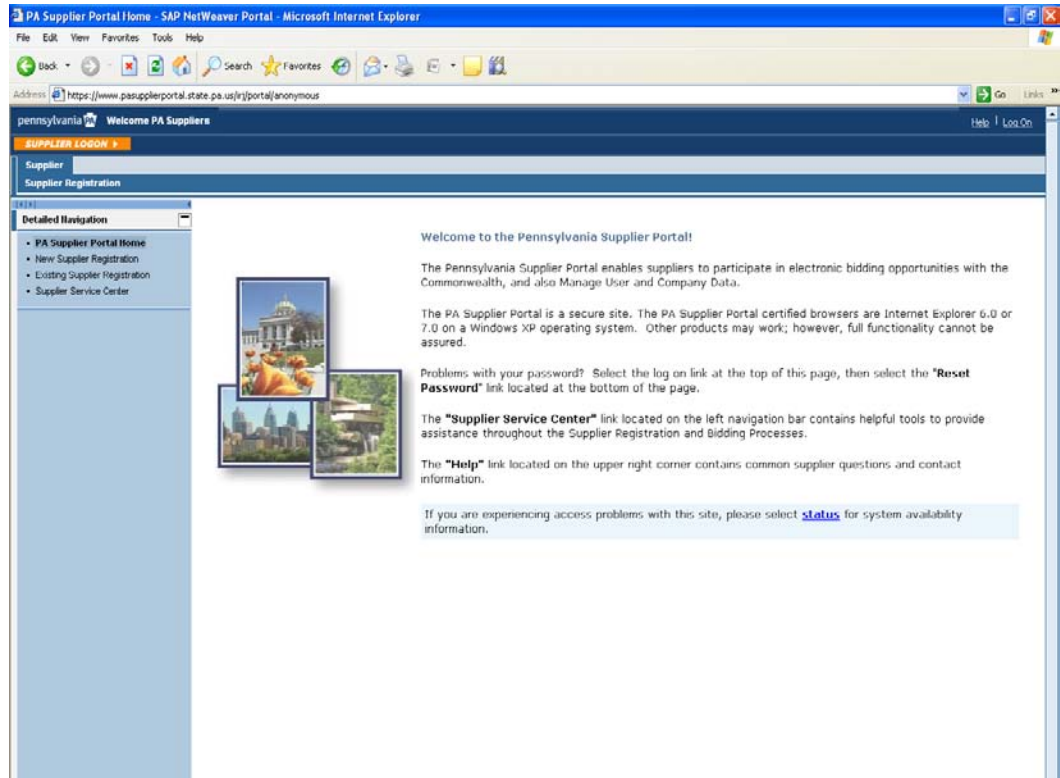 PA Supplier Portal Home - SAP NetWeaver Portal - Microsoft Internet Explorer
File Edit View Favorites Tools Help
Back Search Favorites
Address https://www.pasupplierportal.state.pa.us/irj/portal/anonymous Go Links »
pennsylvania Welcome PA Suppliers Help | Log On
SUPPLIER LOGON
Supplier
Supplier Registration
Detailed Navigation
• PA Supplier Portal Home
• New Supplier Registration
• Existing Supplier Registration
• Supplier Service Center
Welcome to the Pennsylvania Supplier Portal!
The Pennsylvania Supplier Portal enables suppliers to participate in electronic bidding opportunities with the
Commonwealth, and also Manage User and Company Data.
The PA Supplier Portal is a secure site. The PA Supplier Portal certified browsers are Internet Explorer 6.0 or
7.0 on a Windows XP operating system. Other products may work; however, full functionality cannot be
assured.
Problems with your password? Select the log on link at the top of this page, then select the "Reset
Password" link located at the bottom of the page.
The "Supplier Service Center" link located on the left navigation bar contains helpful tools to provide
assistance throughout the Supplier Registration and Bidding Processes.
The "Help" link located on the upper right corner contains common supplier questions and contact
information.
If you are experiencing access problems with this site, please select status for system availability
information.